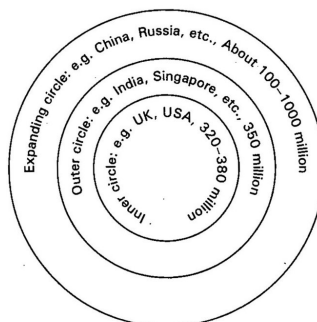 Expanding circle: e.g. China, Russia, etc., About 100–1000 million
Outer circle: e.g. India, Singapore, etc., 350 million
Inner circle: e.g. UK, USA, 320–380 million